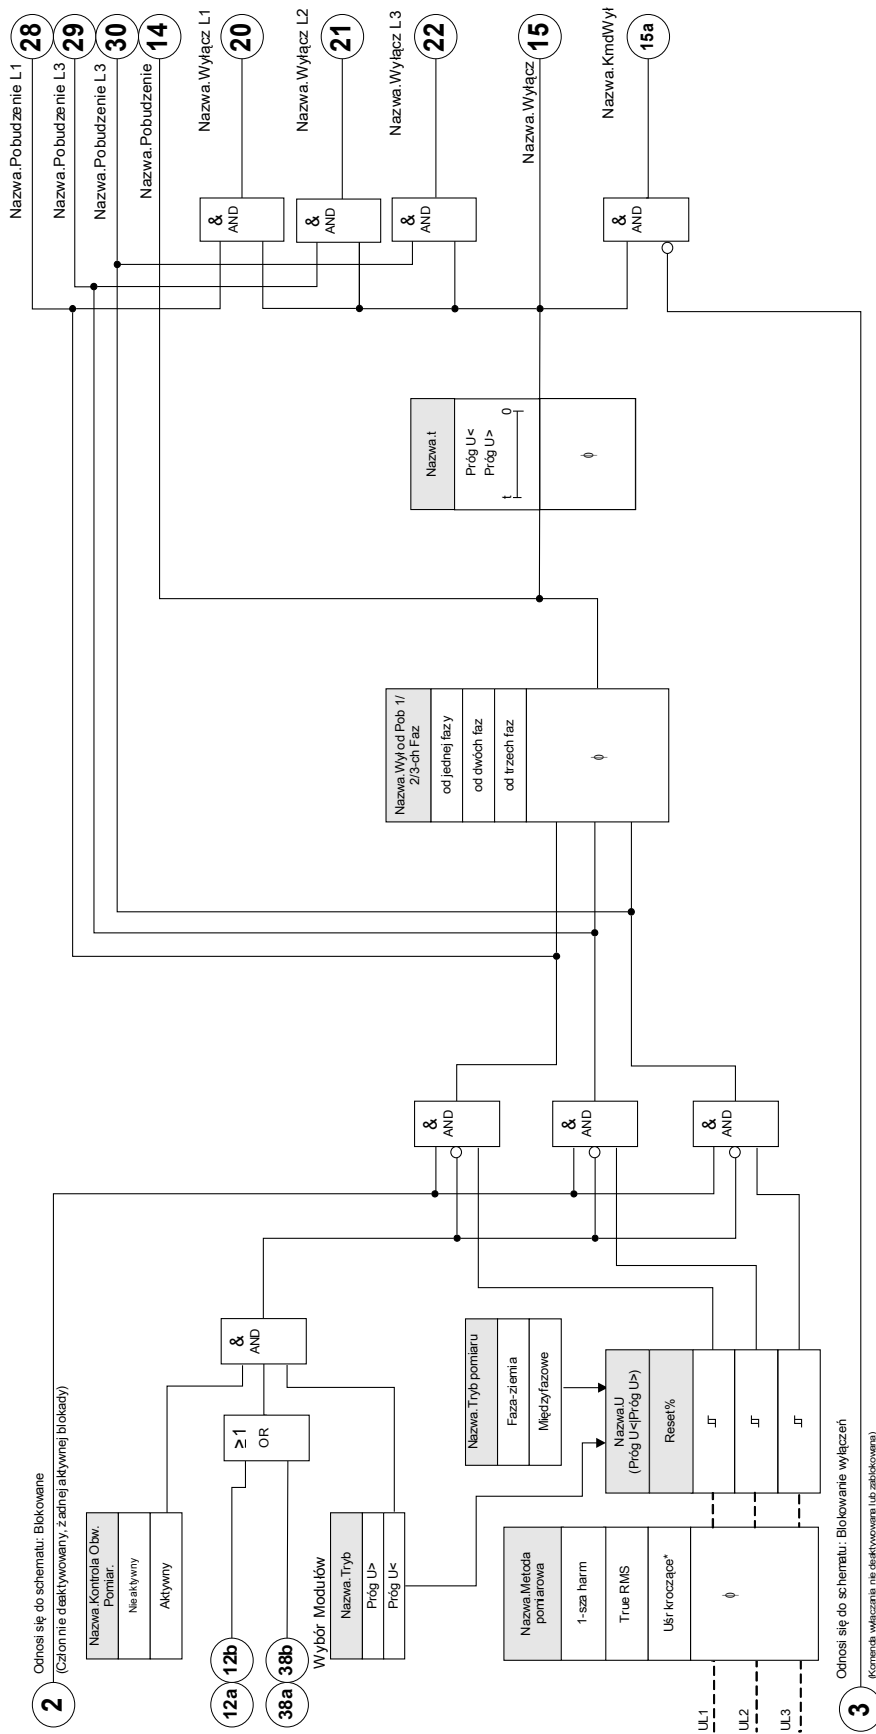 2
Odnosi się do schematu: Blokowane
(Człon nie deaktywowany, żadnej aktywnej blokady)
Nazwa.Kontrola Obw.
Pomiar.
Nieaktywny
Aktywny
12a
12b
38a
38b
≥1
OR
&
AND
Wybór Modułów
Nazwa.Tryb
Próg U>
Próg U<
Nazwa.Tryb pomiaru
Faza-ziemia
Międzyfazowe
Nazwa.Metoda
pomiarowa
1-sza harm
True RMS
Uśr kroczące*
ϕ
UL1
UL2
UL3
Nazwa.U
(Próg U<|Próg U>)
Reset%
&
AND
&
AND
&
AND
Nazwa.Wył od Pob 1/
2/3-ch Faz
od jednej fazy
od dwóch faz
od trzech faz
ϕ
Nazwa.t
Próg U<
Próg U>
t
0
ϕ
&
AND
&
AND
&
AND
&
AND
Nazwa.Pobudzenie L1
28
Nazwa.Pobudzenie L3
29
Nazwa.Pobudzenie L3
30
Nazwa.Pobudzenie
14
Nazwa.Wyłącz L1
20
Nazwa.Wyłącz L2
21
Nazwa.Wyłącz L3
22
Nazwa.Wyłącz
15
Nazwa.KmdWył
15a
3
Odnosi się do schematu: Blokowanie wyłączeń
(Komenda włączania nie deaktywowana lub zablokowana)